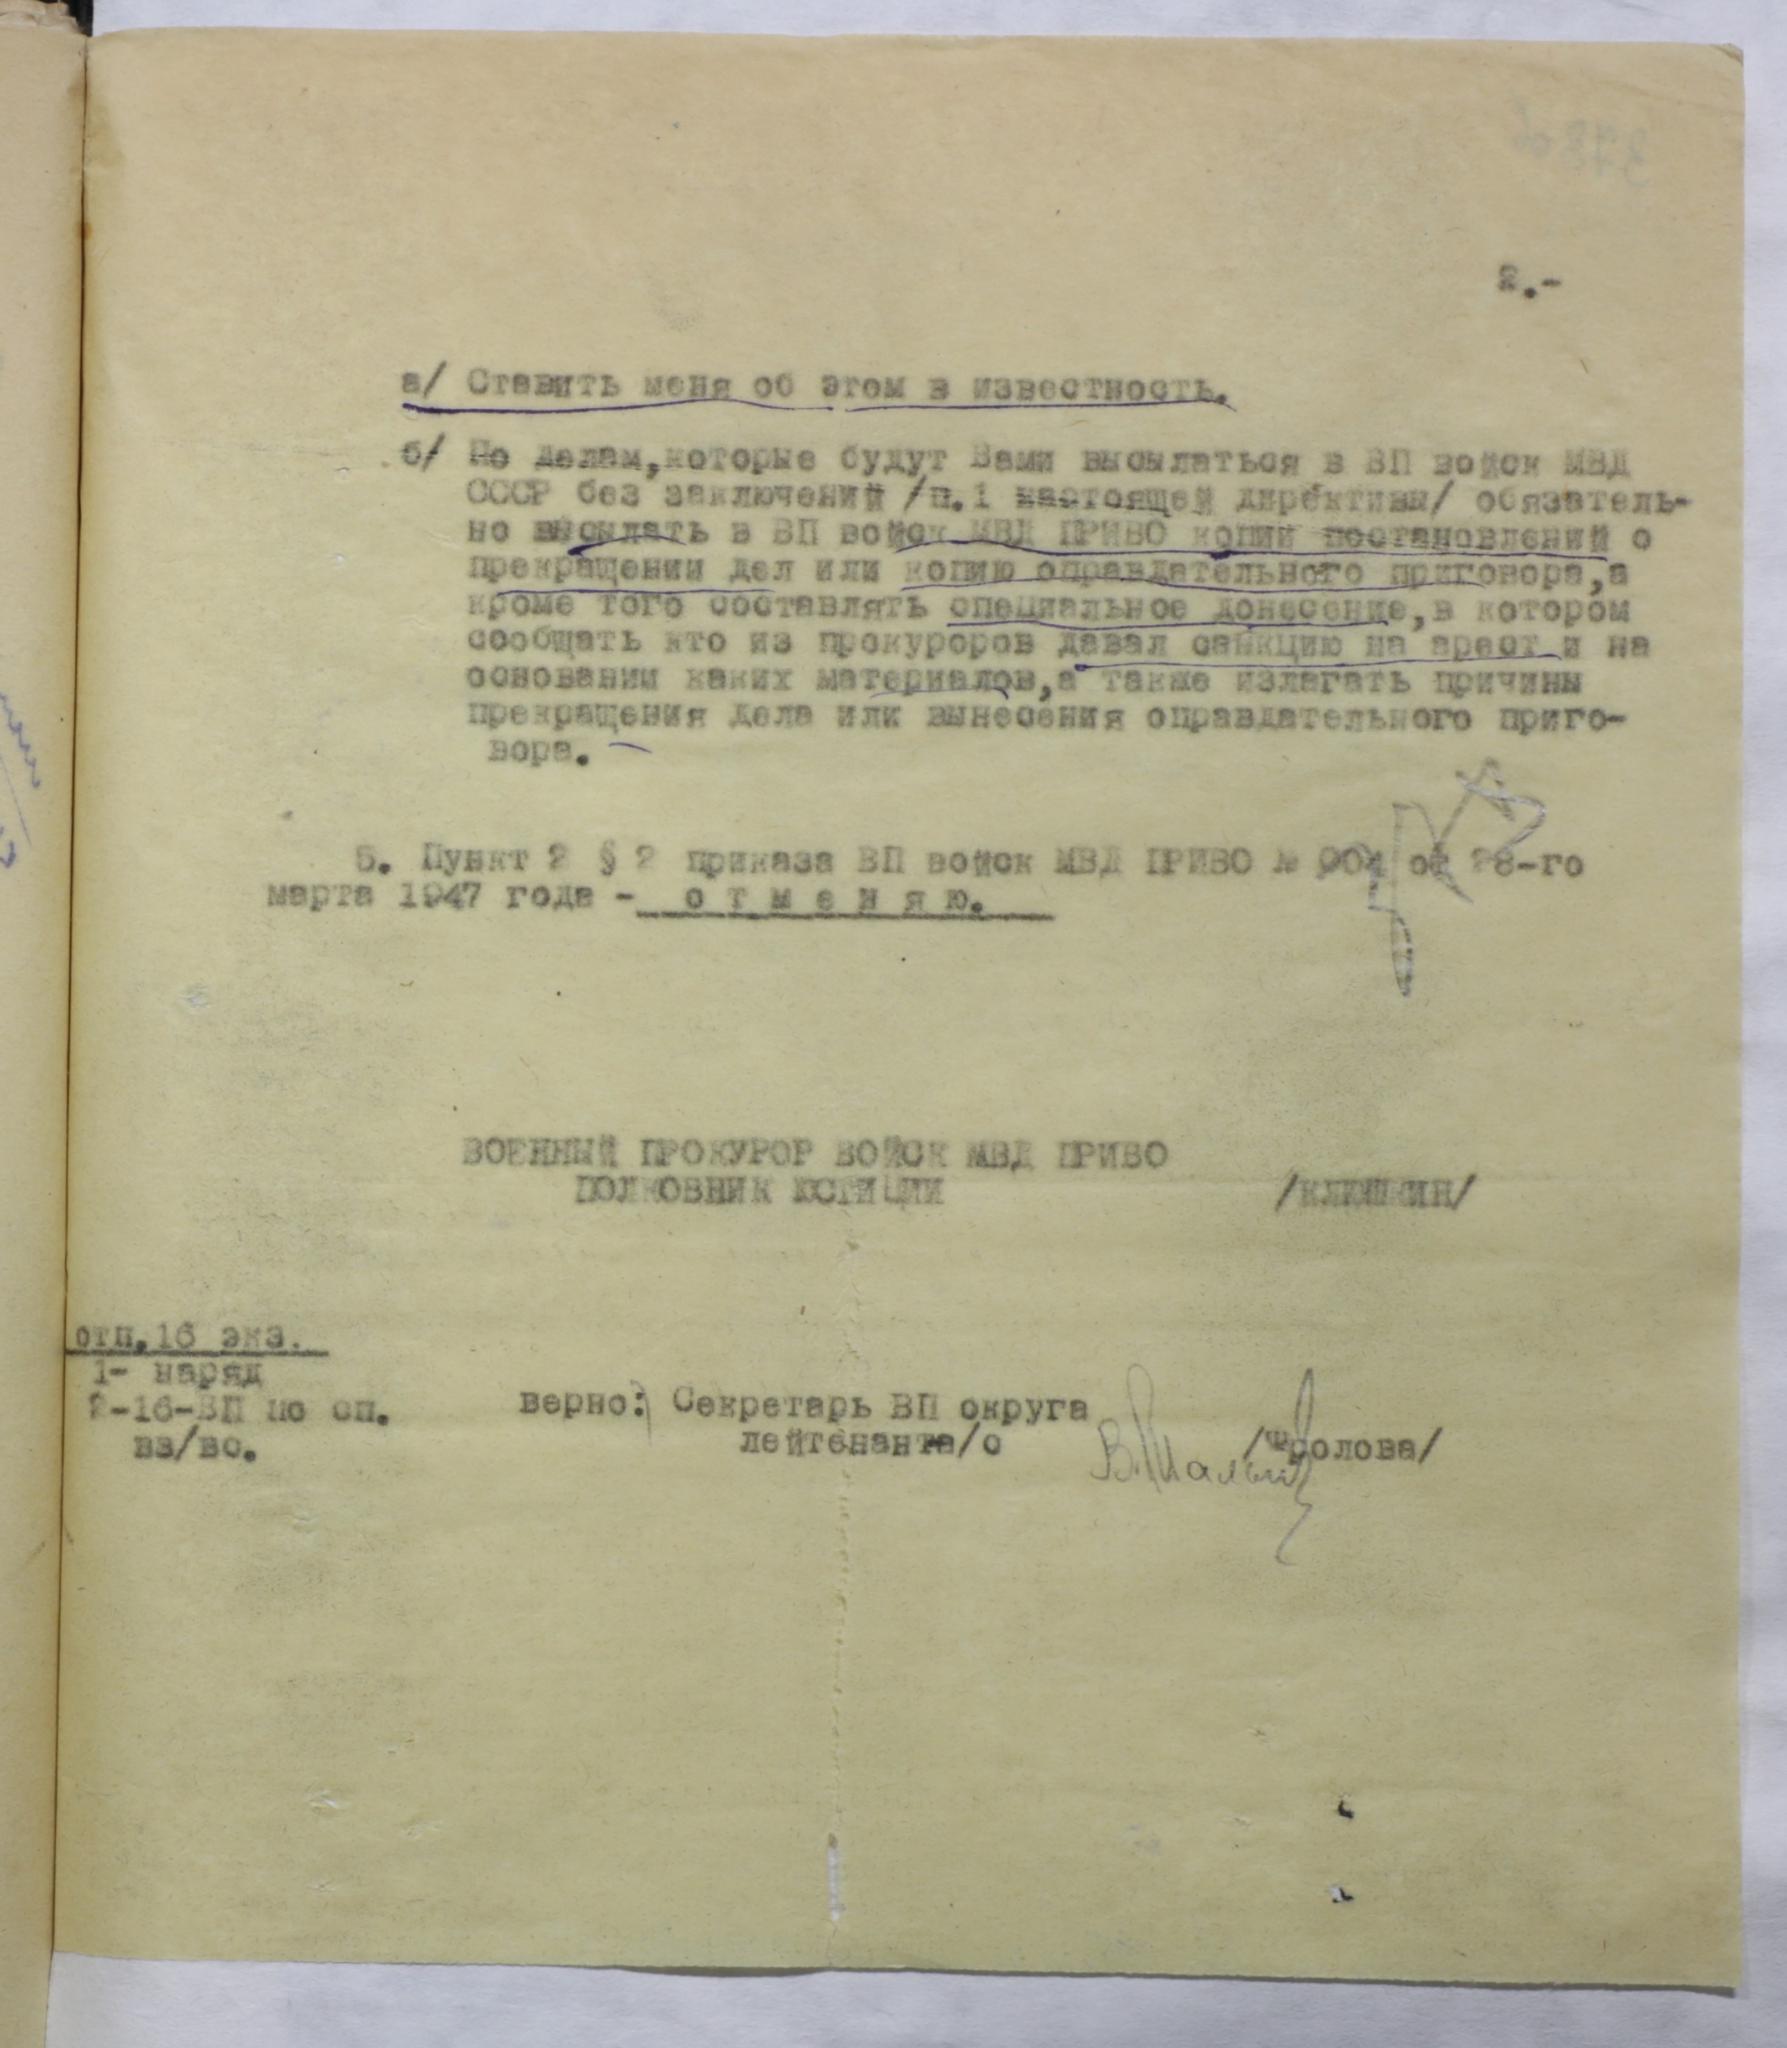 2.-
а/ Ставить меня об этом в известность.
б/ По делам, которые будут Вами высылаться в ВП войск МВД
СССР без заключений /п.1 настоящей директивы/ обязатель-
но высылать в ВП войск МВД ПРИВО копии постановлений о
прекращении дел или копию оправдательного приговора, а
кроме того составлять специальное донесение, в котором
сообщать кто из прокуроров давал санкцию на арест и на
основании каких материалов, а также излагать причины
прекращения дела или вынесения оправдательного приго-
вора.
5. Пункт 2 § 2 приказа ВП войск МВД ПРИВО № 004 от 28-го
марта 1947 года - о т м е н я ю.
ВОЕННЫЙ ПРОКУРОР ВОЙСК МВД ПРИВО
ПОЛКОВНИК ЮСТИЦИИ /КЛЮШКИН/
отп.16 экз.
1- наряд
2-16-ВП по сп.
вз/вс.
верно: Секретарь ВП округа
лейтенанта/с /Фролова/